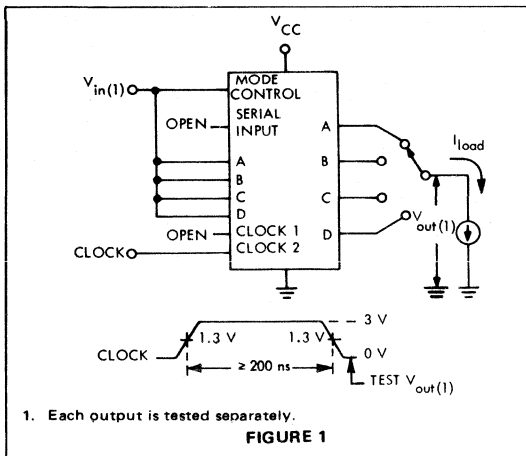 VCC
Vin(1)
MODE
CONTROL
OPEN
SERIAL
INPUT
A
B
C
D
OPEN
CLOCK 1
CLOCK
CLOCK 2
A
B
C
D
Iload
Vout(1)
CLOCK
1.3 V
1.3 V
3 V
0 V
≥ 200 ns
TEST Vout(1)
1. Each output is tested separately.
FIGURE 1